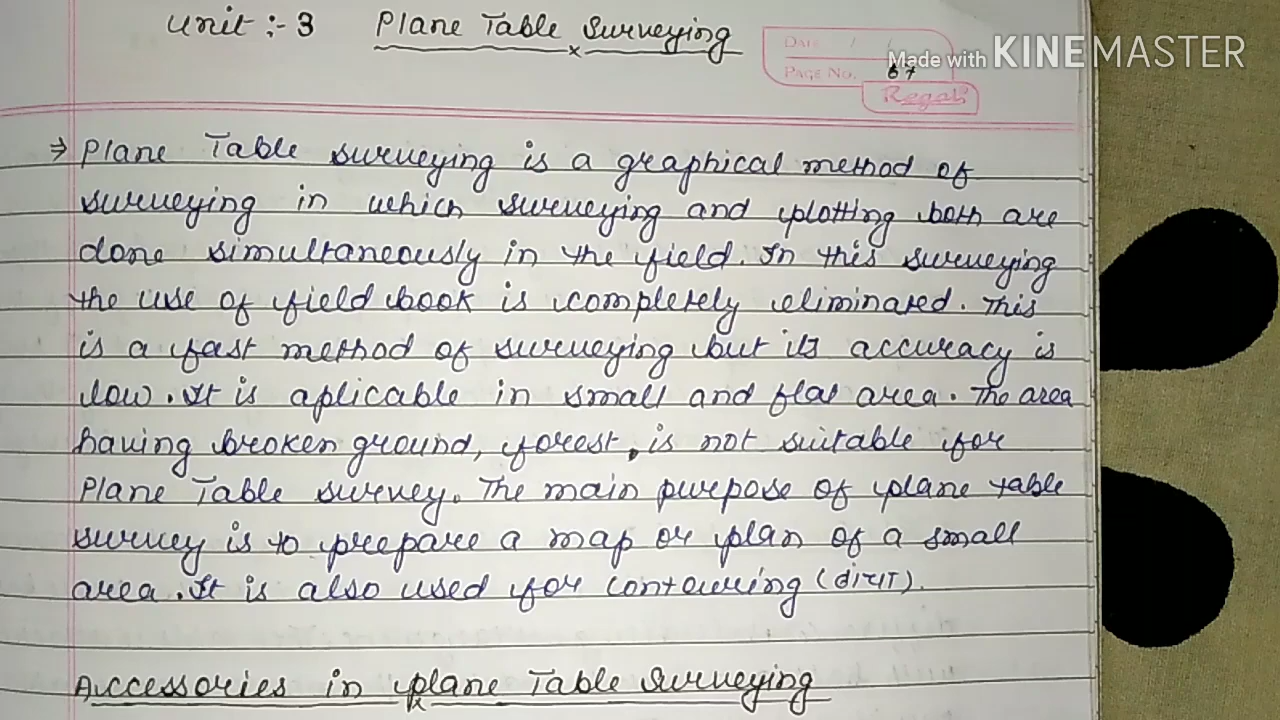 Unit :- 3 Plane Table Surveying
DATE / /
Made with KINEMASTER
PAGE NO. 67
Regal
→ Plane Table surveying is a graphical method of
surveying in which surveying and plotting both are
done simultaneously in the field. In this surveying
the use of field book is completely eliminated. This
is a fast method of surveying but its accuracy is
low. It is aplicable in small and flat area. The area
having broken ground, forest, is not suitable for
Plane Table survey. The main purpose of plane table
survey is to prepare a map or plan of a small
area. It is also used for contouring
Accessories in plane Table Surveying